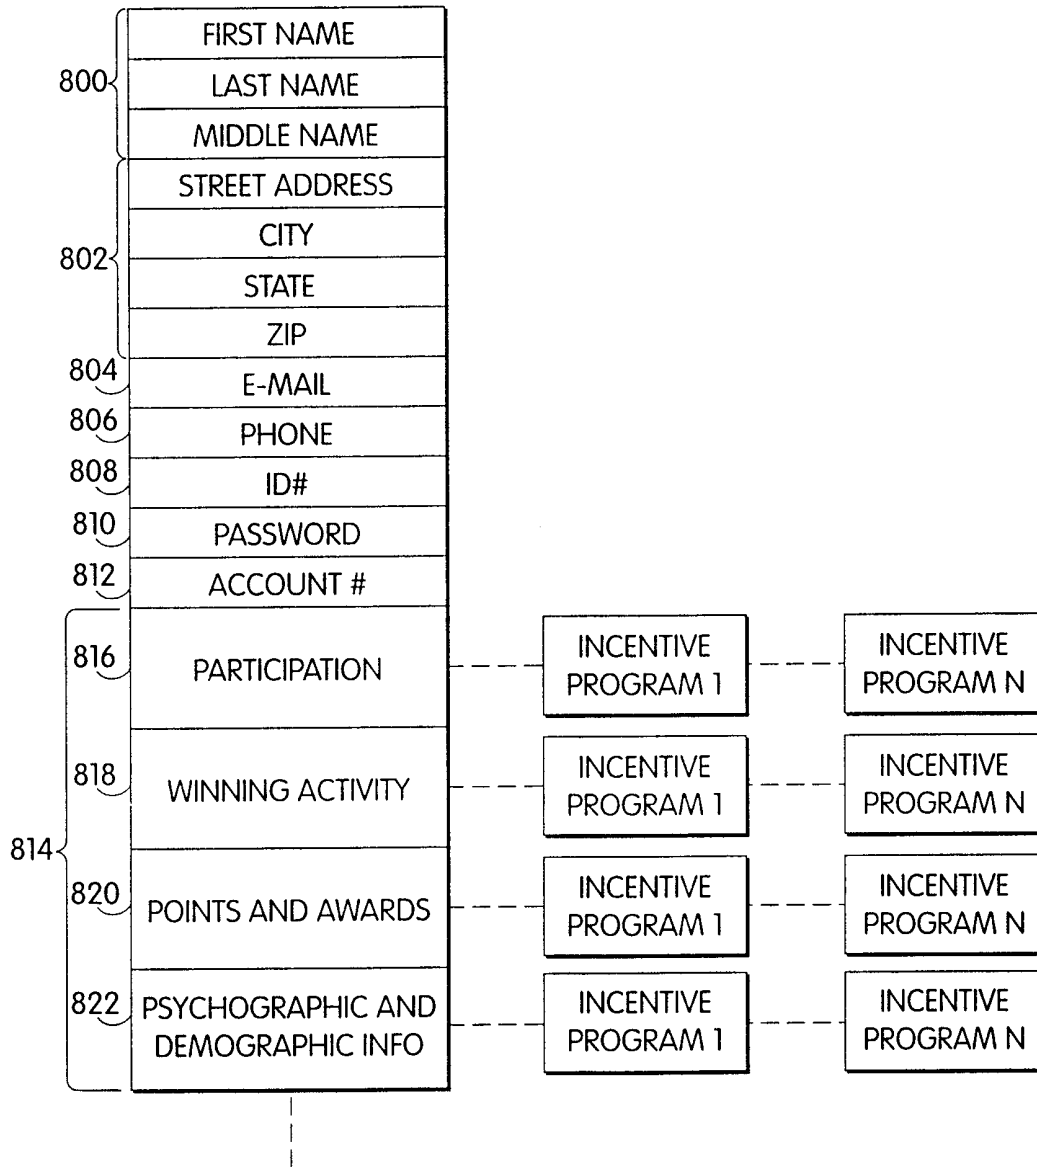 FIRST NAME
800
LAST NAME
MIDDLE NAME
STREET ADDRESS
CITY
802
STATE
ZIP
804
E-MAIL
806
PHONE
808
ID#
810
PASSWORD
812
ACCOUNT #
816
PARTICIPATION
INCENTIVE
PROGRAM 1
INCENTIVE
PROGRAM N
818
WINNING ACTIVITY
INCENTIVE
PROGRAM 1
INCENTIVE
PROGRAM N
814
820
POINTS AND AWARDS
INCENTIVE
PROGRAM 1
INCENTIVE
PROGRAM N
822
PSYCHOGRAPHIC AND
DEMOGRAPHIC INFO
INCENTIVE
PROGRAM 1
INCENTIVE
PROGRAM N